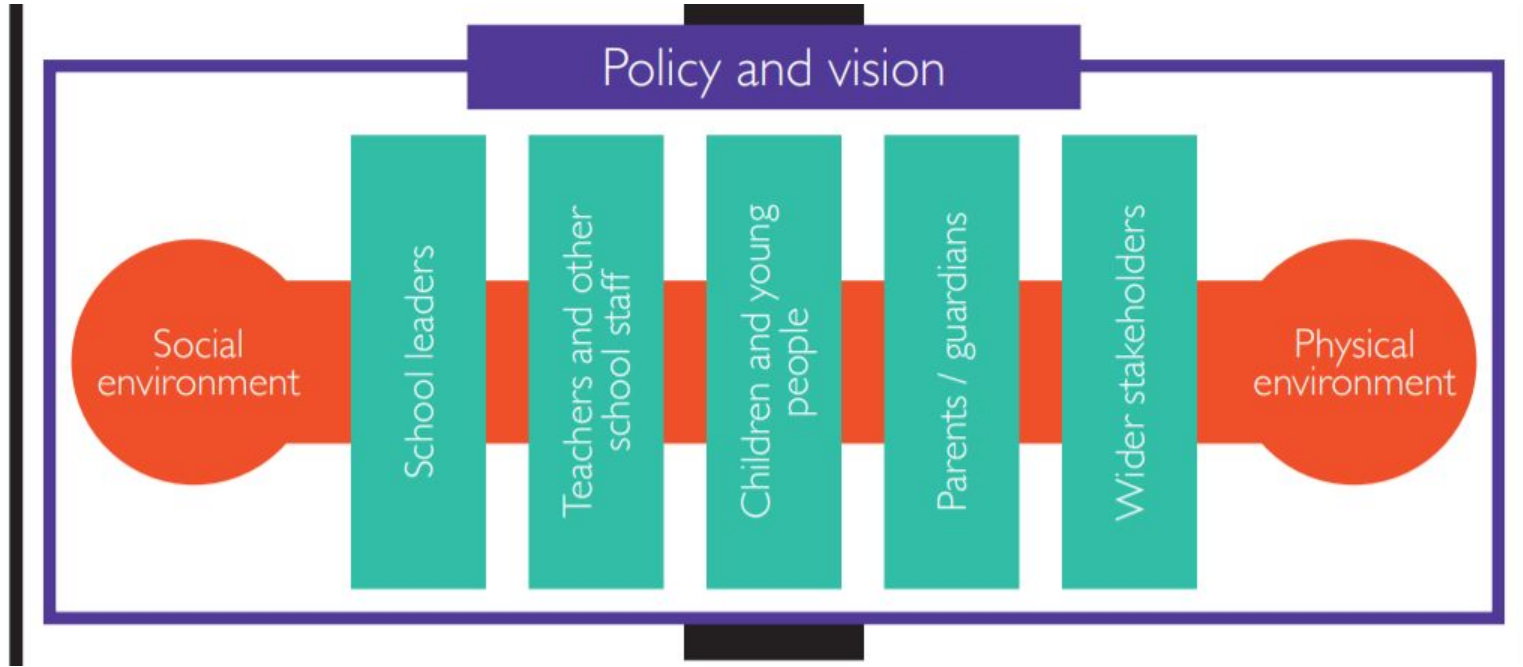 Policy and vision
Social
environment
School leaders
Teachers and other
school staff
Children and young
people
Parents / guardians
Wider stakeholders
Physical
environment